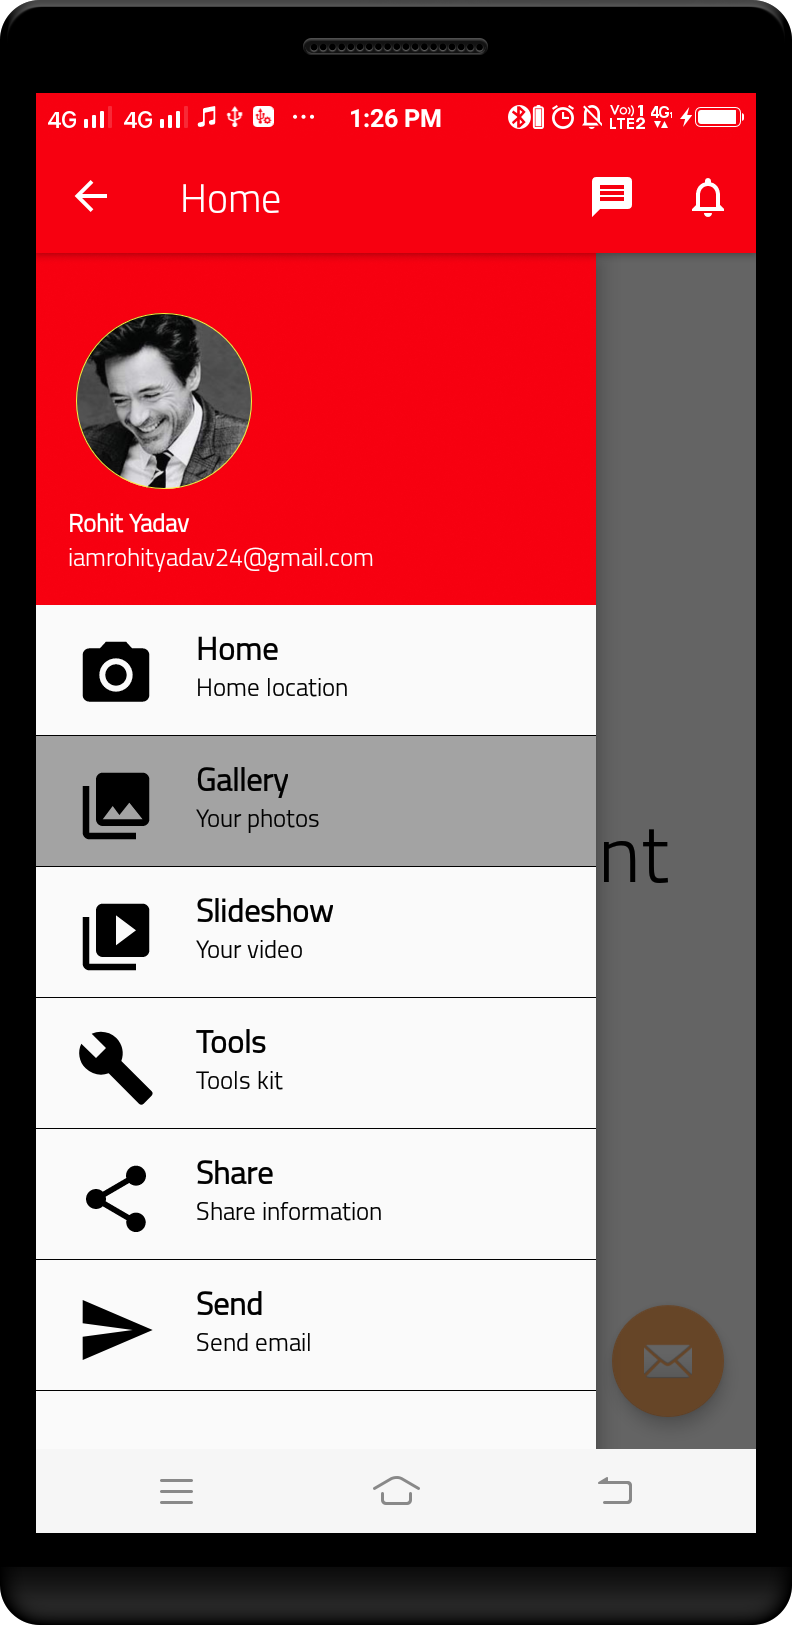 4G 4G 1:26 PM Vo) 1 LTE2 4G
Home
Rohit Yadav
iamrohityadav24@gmail.com
Home
Home location
Gallery
Your photos
nt
Slideshow
Your video
Tools
Tools kit
Share
Share information
Send
Send email